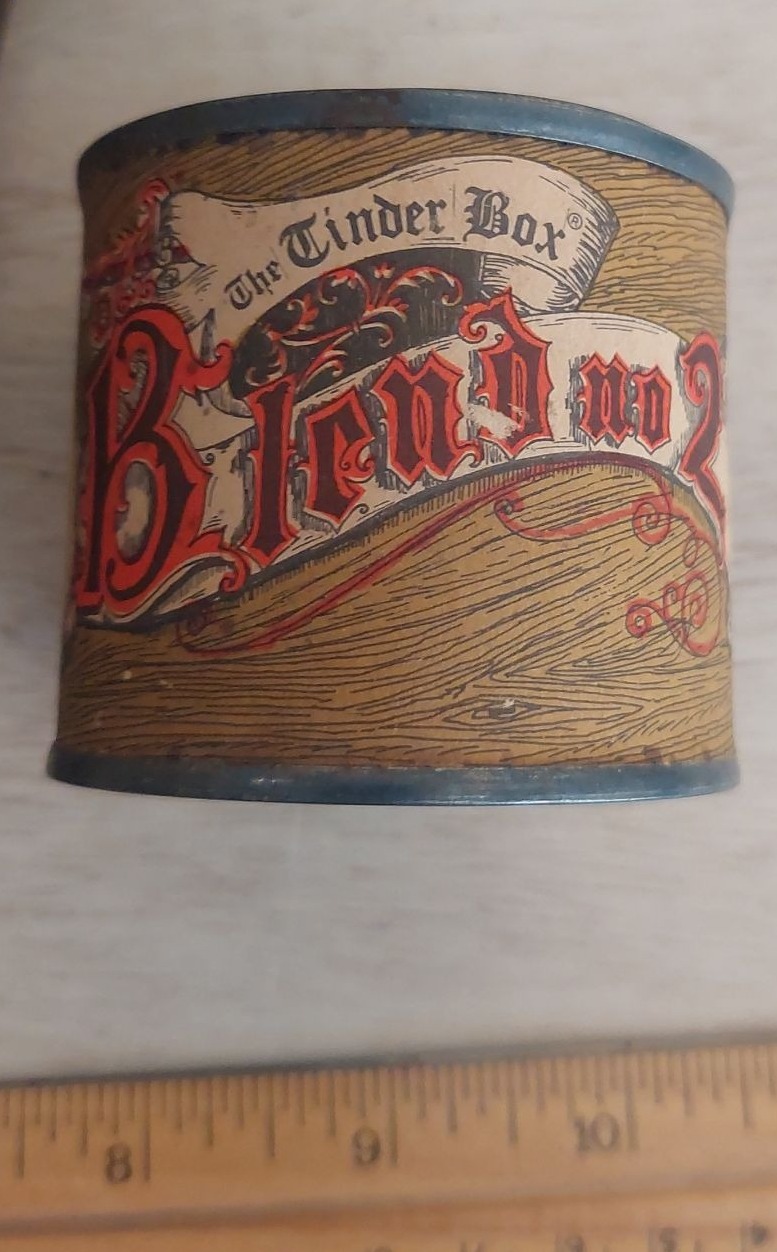 The Tinder Box®
Blend no 2
8 9 10